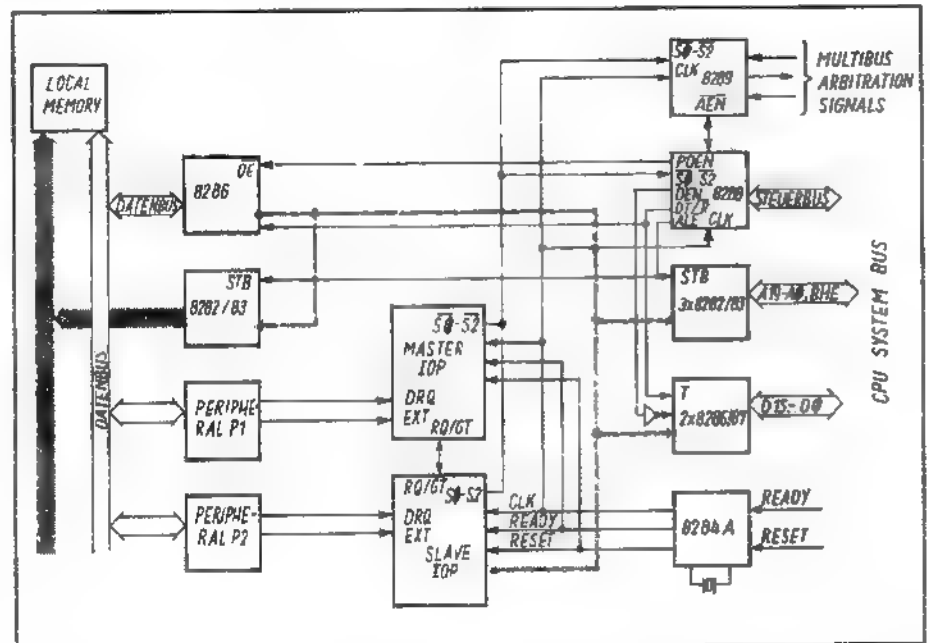 LOCAL
MEMORY
S0-S2
CLK
8289
AEN
MULTIBUS
ARBITRATION
SIGNALS
OE
8286
DATENBUS
PDEN
S0 S2
DEN
DT/R
ALE CLK
8288
STEUERBUS
STB
8282/83
STB
3x8282/83
A19-A0,BHE
S0-S2
MASTER
IOP
DRQ
EXT
RQ/GT
T
2x8286/87
D15-D0
CPU SYSTEM BUS
DATENBUS
PERIPHE-
RAL P1
PERIPHE-
RAL P2
RQ/GT
S0-S2
DRQ
EXT
SLAVE
IOP
CLK
READY
RESET
8284A
READY
RESET